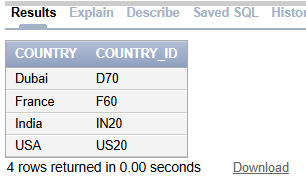 Results Explain Describe Saved SQL Histo
COUNTRY COUNTRY_ID
Dubai D70
France F60
India IN20
USA US20
4 rows returned in 0.00 seconds Download